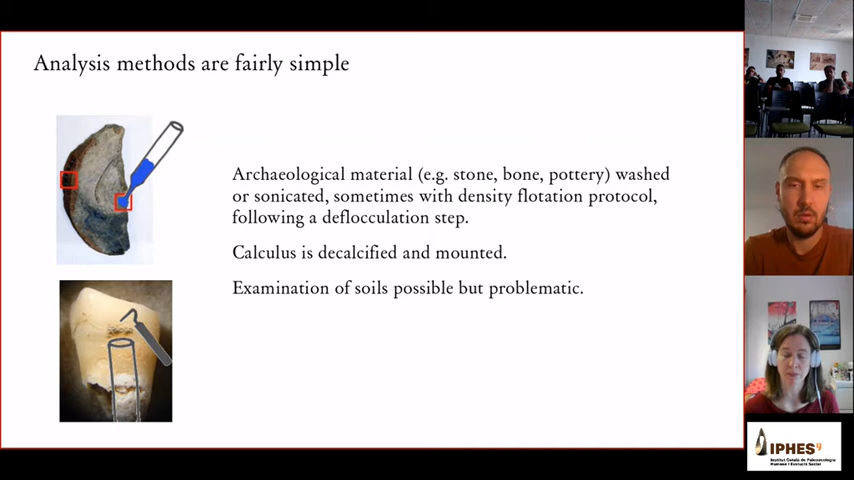 Analysis methods are fairly simple
Archaeological material (e.g. stone, bone, pottery) washed
or sonicated, sometimes with density flotation protocol,
following a deflocculation step.
Calculus is decalcified and mounted.
Examination of soils possible but problematic.
IPHES
Institut Català de Paleoecologia
Humana i Evolució Social